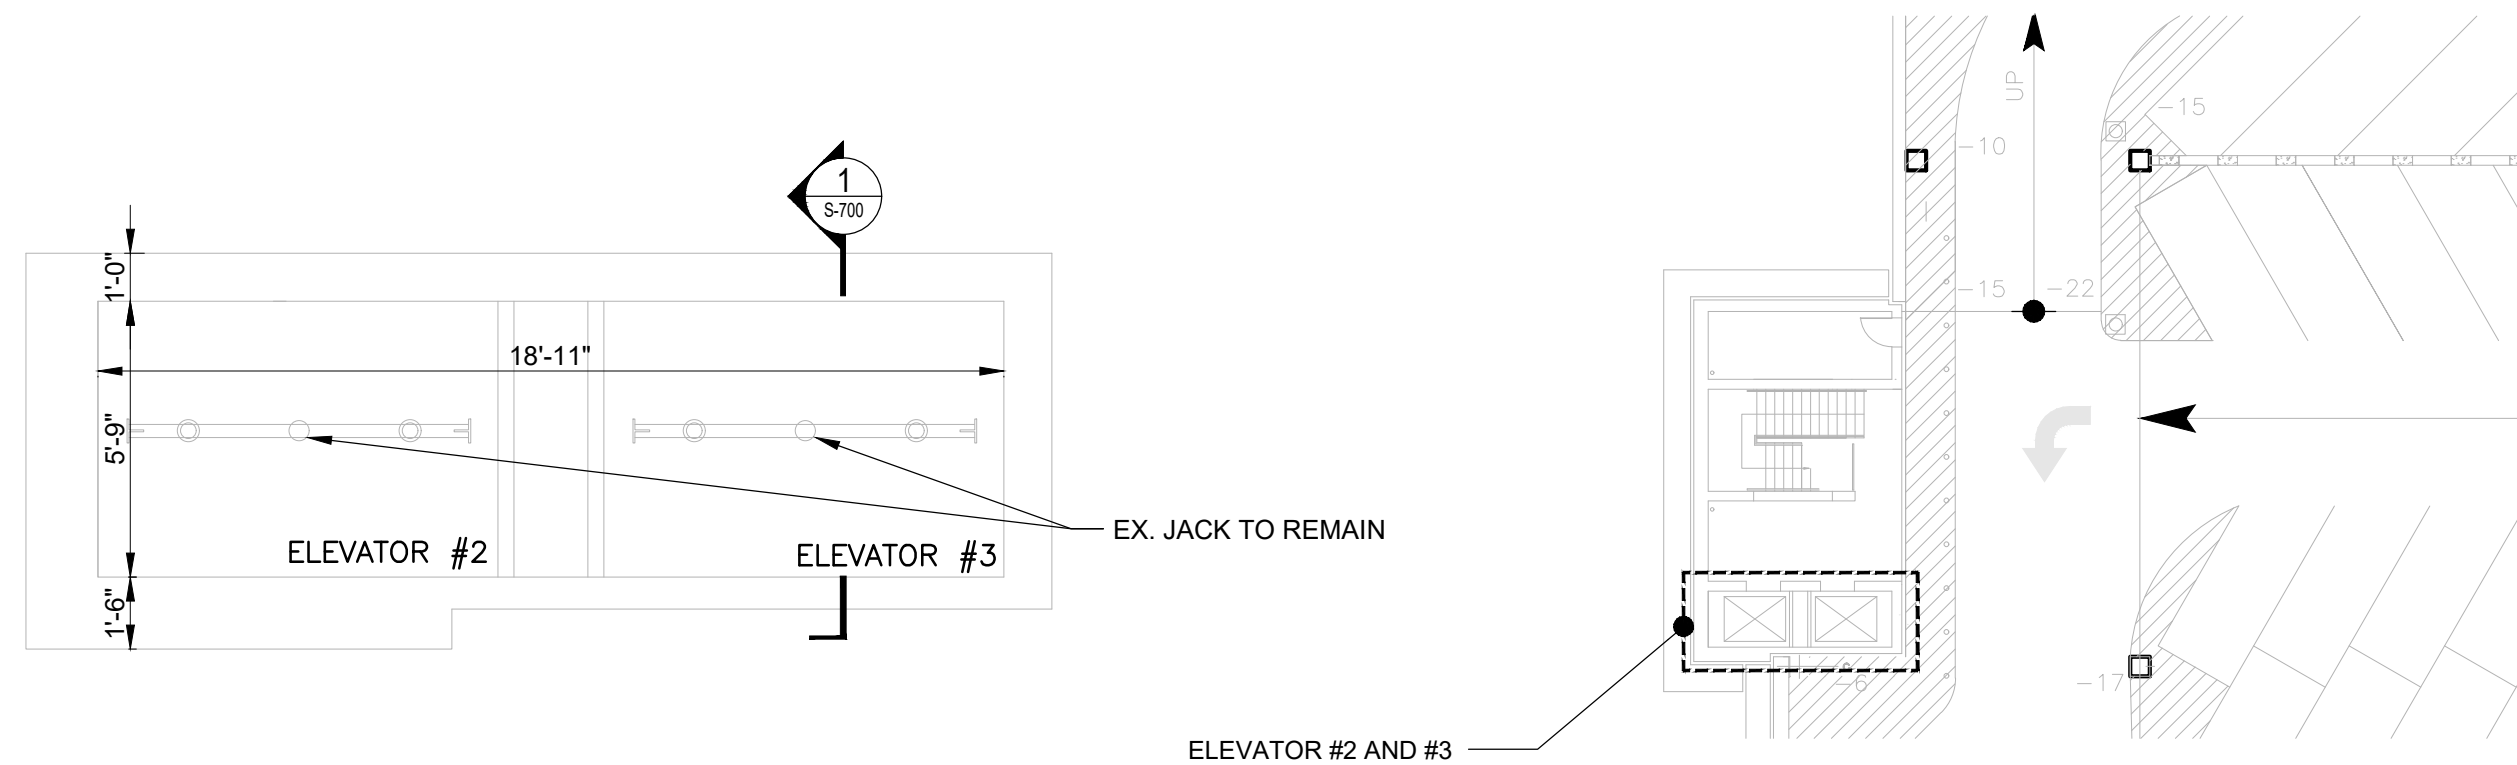 1
S-700
1'-0"
18'-11"
5'-9"
ELEVATOR #2
ELEVATOR #3
EX. JACK TO REMAIN
1'-6"
UP
-15
-10
-15
-22
-6
-17
ELEVATOR #2 AND #3